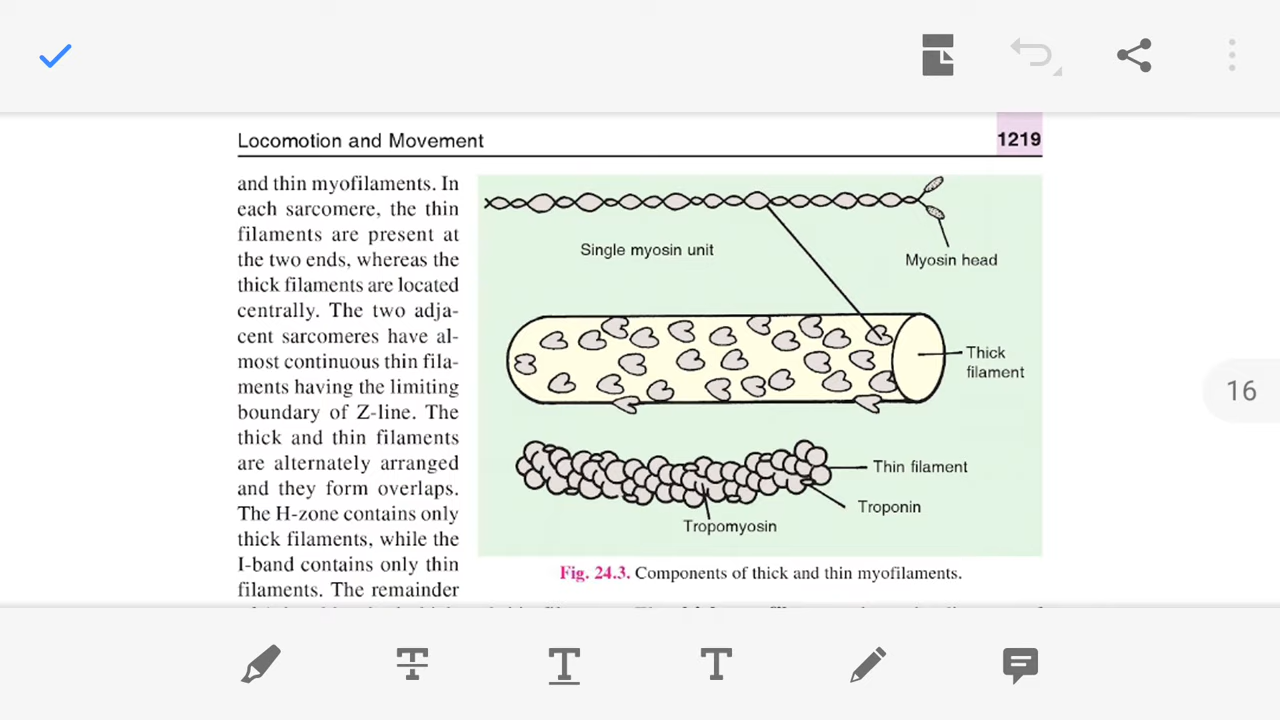 Locomotion and Movement
1219
and thin myofilaments. In
each sarcomere, the thin
filaments are present at
the two ends, whereas the
thick filaments are located
centrally. The two adja-
cent sarcomeres have al-
most continuous thin fila-
ments having the limiting
boundary of Z-line. The
thick and thin filaments
are alternately arranged
and they form overlaps.
The H-zone contains only
thick filaments, while the
I-band contains only thin
filaments. The remainder
Single myosin unit
Myosin head
Thick
filament
Thin filament
Troponin
Tropomyosin
Fig. 24.3. Components of thick and thin myofilaments.
16